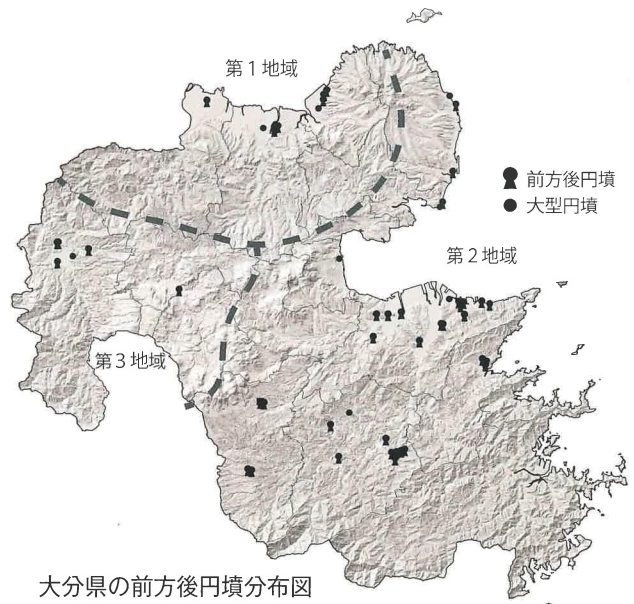 第1地域
前方後円墳
大型円墳
第2地域
第3地域
大分県の前方後円墳分布図